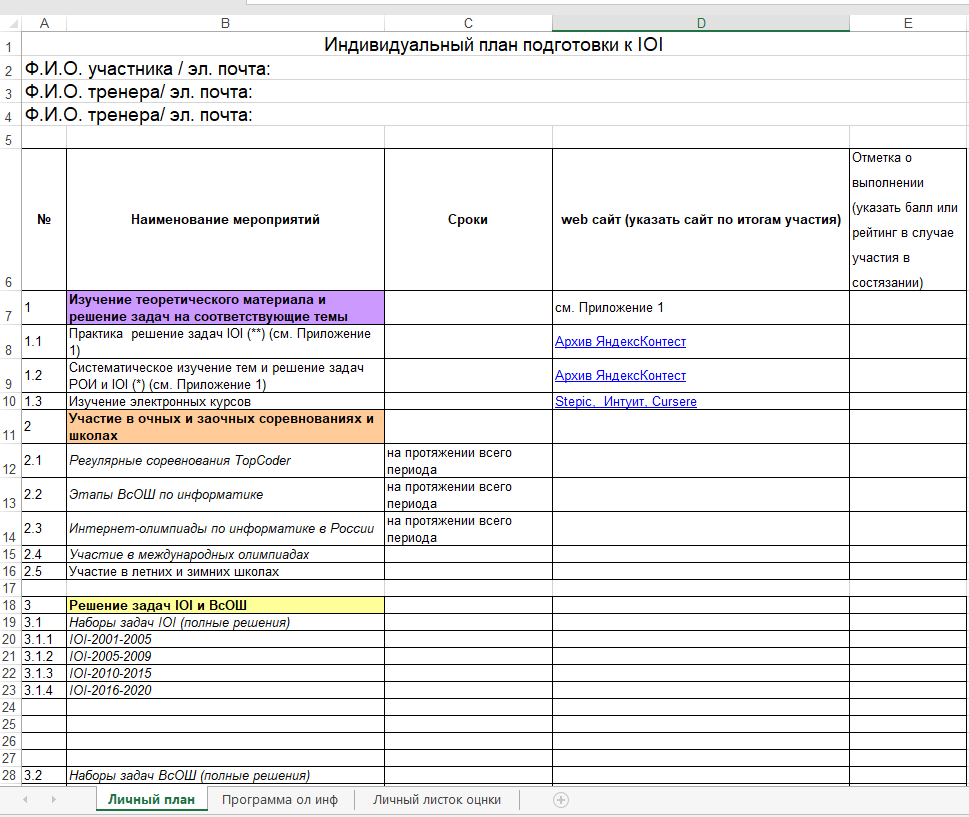 A B C D E
1 Индивидуальный план подготовки к IOI
2 Ф.И.О. участника / эл. почта:
3 Ф.И.О. тренера/ эл. почта:
4 Ф.И.О. тренера/ эл. почта:
5
6 № Наименование мероприятий Сроки web сайт (указать сайт по итогам участия)
Отметка о
выполнении
(указать балл или
рейтинг в случае
участия в
состязании)
7 1 Изучение теоретического материала и
решение задач на соответствующие темы
см. Приложение 1
8 1.1 Практика решение задач IOI (**) (см. Приложение
1)
Архив ЯндексКонтест
9 1.2 Систематическое изучение тем и решение задач
РОИ и IOI (*) (см. Приложение 1)
Архив ЯндексКонтест
10 1.3 Изучение электронных курсов Stepic, Интуит, Cursere
11 2 Участие в очных и заочных соревнованиях и
школах
12 2.1 Регулярные соревнования TopCoder
на протяжении всего
периода
13 2.2 Этапы ВсОШ по информатике
на протяжении всего
периода
14 2.3 Интернет-олимпиады по информатике в России
на протяжении всего
периода
15 2.4 Участие в международных олимпиадах
16 2.5 Участие в летних и зимних школах
17
18 3 Решение задач IOI и ВсОШ
19 3.1 Наборы задач IOI (полные решения)
20 3.1.1 IOI-2001-2005
21 3.1.2 IOI-2005-2009
22 3.1.3 IOI-2010-2015
23 3.1.4 IOI-2016-2020
24
25
26
27
28 3.2 Наборы задач ВсОШ (полные решения)
Личный план Программа ол инф Личный листок оцнки